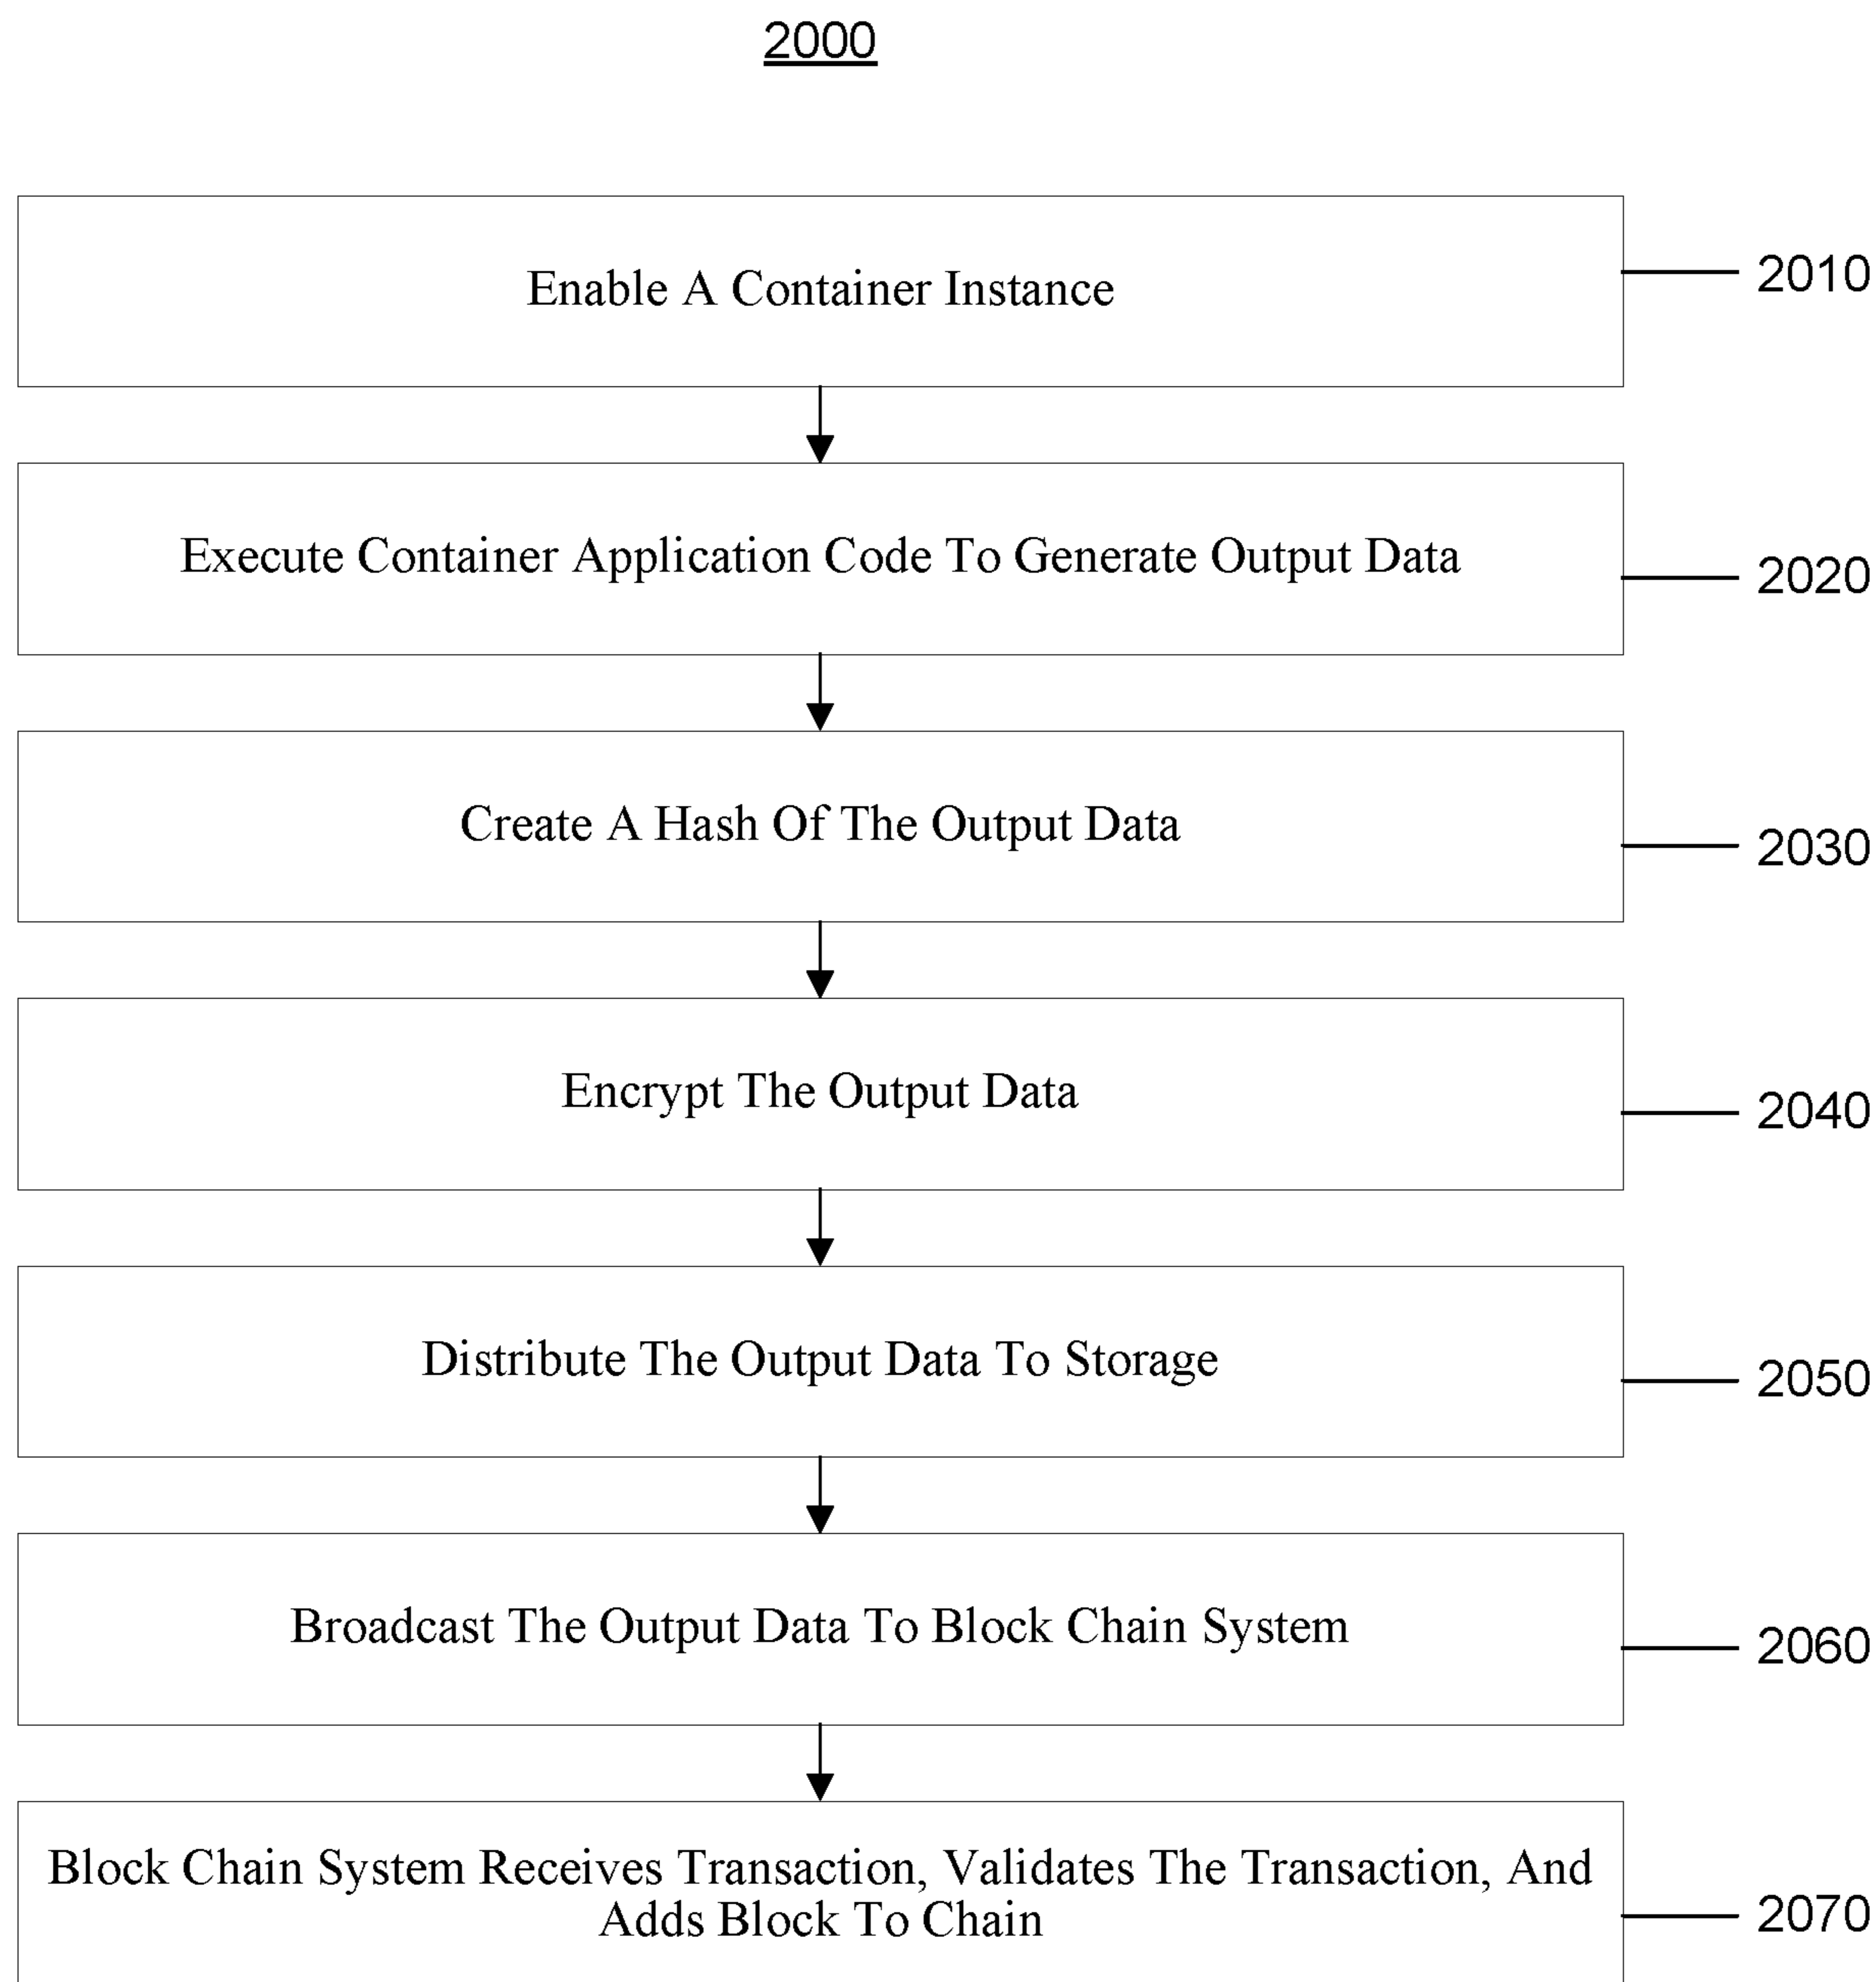 2000
Enable A Container Instance
2010
Execute Container Application Code To Generate Output Data
2020
Create A Hash Of The Output Data
2030
Encrypt The Output Data
2040
Distribute The Output Data To Storage
2050
Broadcast The Output Data To Block Chain System
2060
Block Chain System Receives Transaction, Validates The Transaction, And
Adds Block To Chain
2070